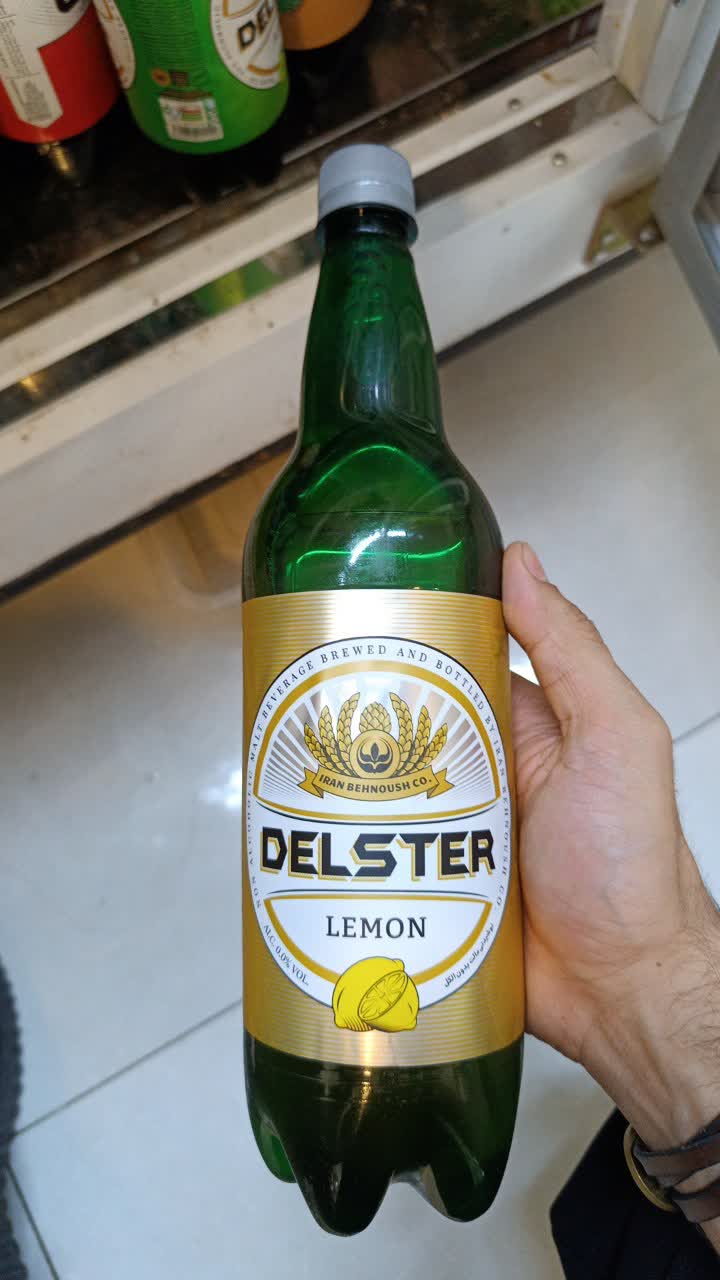 DEL
NON ALCOHOLIC MALT BEVERAGE BREWED AND BOTTLED BY IRAN BEHNOUSH CO.
IRAN BEHNOUSH CO.
DELSTER
LEMON
ALC. 0.0% VOL.
نوشیدنی مالت بدون الکل